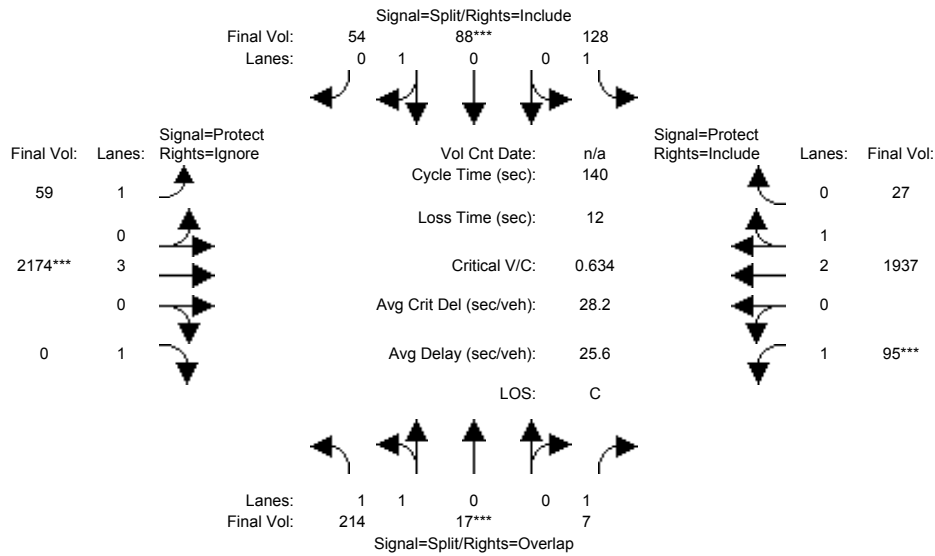 Signal=Split/Rights=Include
Final Vol: 54 88*** 128
Lanes: 0 1 0 0 1
Signal=Protect
Final Vol: Lanes: Rights=Ignore
Vol Cnt Date: n/a
Signal=Protect
Rights=Include Lanes: Final Vol:
Cycle Time (sec): 140
59 1
0 27
Loss Time (sec): 12
0
1
2174*** 3
Critical V/C: 0.634
2 1937
0
Avg Crit Del (sec/veh): 28.2
0
0 1
Avg Delay (sec/veh): 25.6
1 95***
LOS: C
Lanes: 1 1 0 0 1
Final Vol: 214 17*** 7
Signal=Split/Rights=Overlap